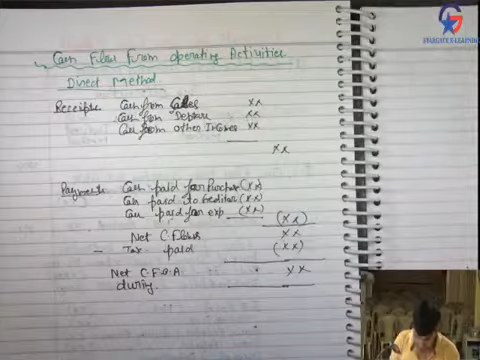 STARGATE E-LEARNING
Cash Flow From Operating Activities
Direct Method
Receipts Cash from Sales xx
Cash from Debtors xx
Cash from other Incomes xx
xx
Payments Cash paid for (xx)
Cash paid to Creditors (xx)
Cash paid for exp (xx) (xx)
Net C. Flows xx
- Tax paid (xx)
Net C.F.O.A xx
during